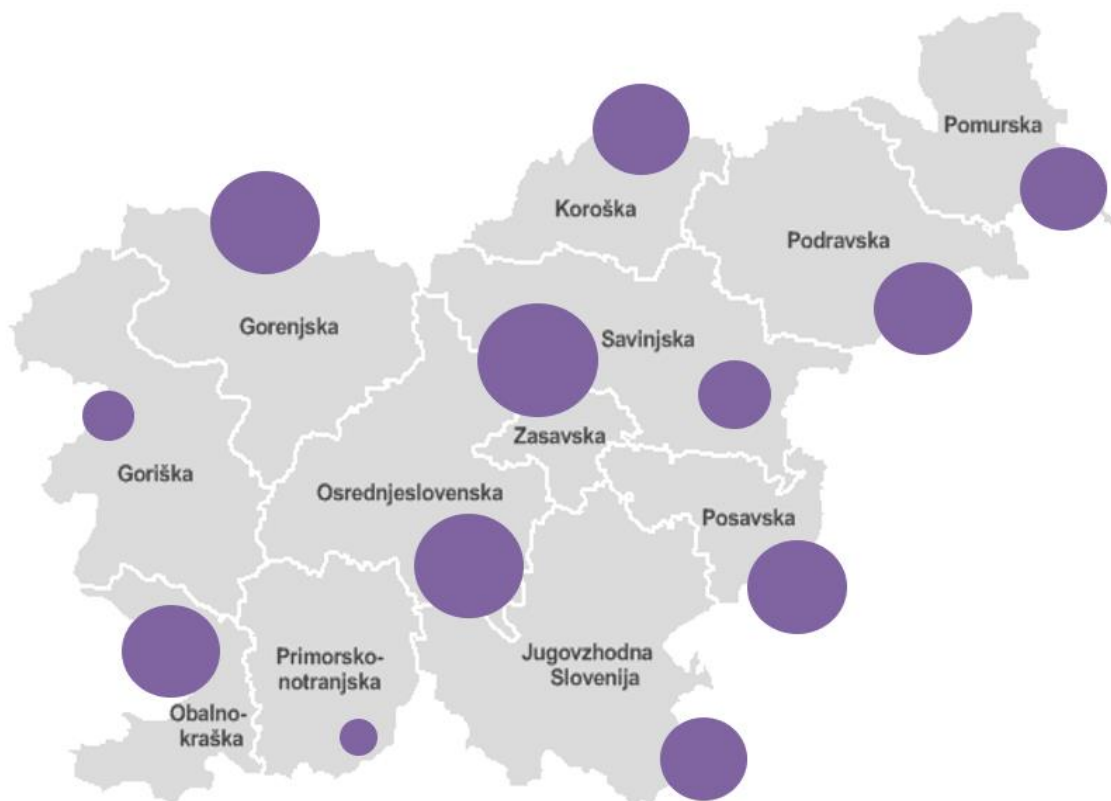 Pomurska
Koroška
Podravska
Gorenjska
Savinjska
Zasavska
Goriška
Osrednjeslovenska
Posavska
Primorsko-
notranjska
Jugovzhodna
Slovenija
Obalno-
kraška